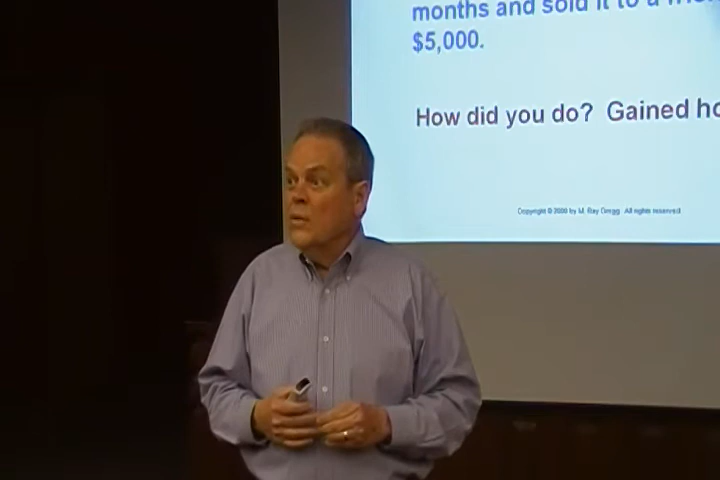 months and sold it to a
$5,000.
How did you do? Gained
Copyright © 2000 by M. Ray Gregg All rights reserved